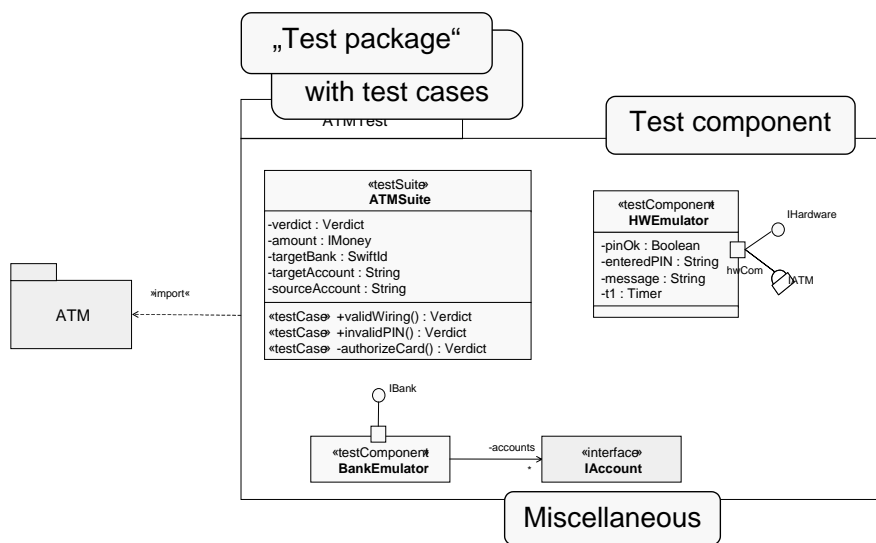 „Test package“
with test cases
ATMTest
Test component
«testSuite»
ATMSuite
-verdict : Verdict
-amount : IMoney
-targetBank : SwiftId
-targetAccount : String
-sourceAccount : String
«testCase» +validWiring() : Verdict
«testCase» +invalidPIN() : Verdict
«testCase» -authorizeCard() : Verdict
«testComponent»
HWEmulator
-pinOk : Boolean
-enteredPIN : String
-message : String
-t1 : Timer
IHardware
hwCom
IATM
»import«
ATM
IBank
«testComponent»
BankEmulator
-accounts
*
«interface»
IAccount
Miscellaneous